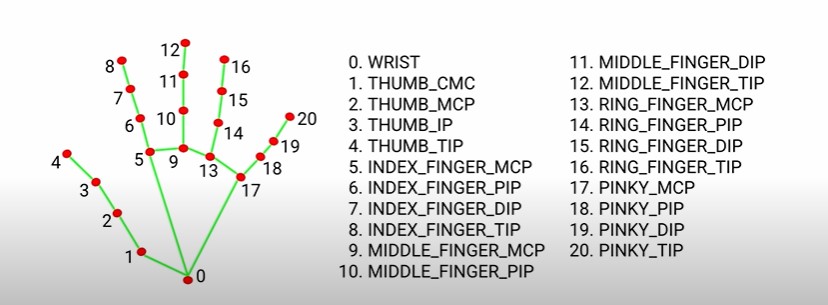 12
8
16
11
7
15
10
20
6
14
19
5
9
13
18
4
17
3
2
1
0
0. WRIST
1. THUMB_CMC
2. THUMB_MCP
3. THUMB_IP
4. THUMB_TIP
5. INDEX_FINGER_MCP
6. INDEX_FINGER_PIP
7. INDEX_FINGER_DIP
8. INDEX_FINGER_TIP
9. MIDDLE_FINGER_MCP
10. MIDDLE_FINGER_PIP
11. MIDDLE_FINGER_DIP
12. MIDDLE_FINGER_TIP
13. RING_FINGER_MCP
14. RING_FINGER_PIP
15. RING_FINGER_DIP
16. RING_FINGER_TIP
17. PINKY_MCP
18. PINKY_PIP
19. PINKY_DIP
20. PINKY_TIP